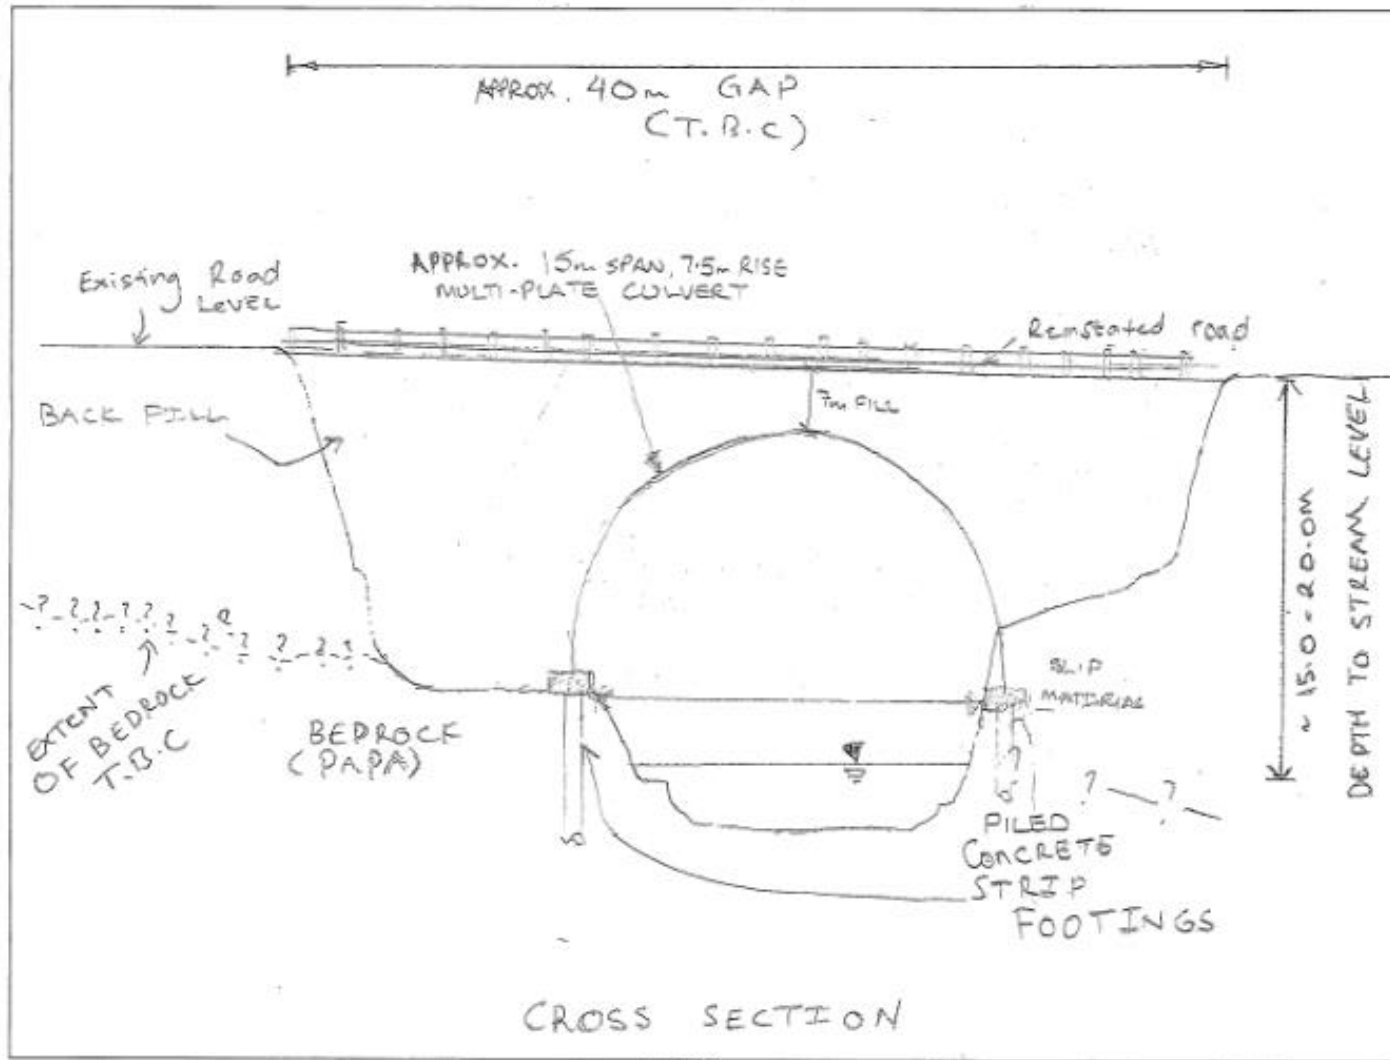 APPROX. 40m GAP
(T.B.C)
Existing Road
LEVEL
APPROX. 15m SPAN, 7.5m RISE
MULTI-PLATE CULVERT
Reinstated road
BACK FILL
7m FILL
~ 15.0 - 20.0m
DEPTH TO STREAM LEVEL
? ? ? ? ? ? ? ? ? ? ? ?
EXTENT
OF BEDROCK
T.B.C
BEDROCK
(PAPA)
SLIP
MATERIAL
?
? ?
PILED
CONCRETE
STRIP
FOOTINGS
CROSS SECTION